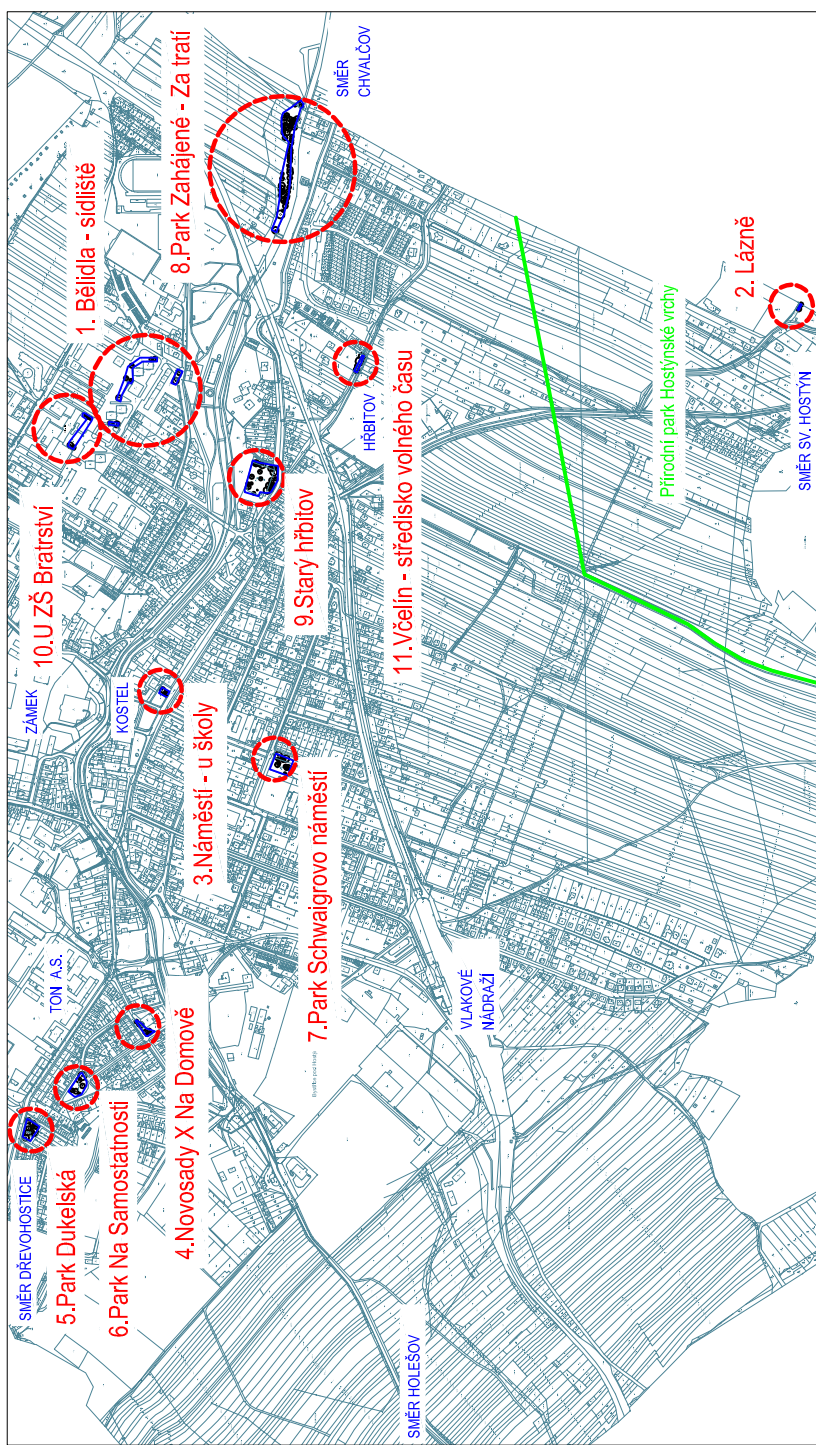 SMĚR DŘEVOHOSTICE
5.Park Dukelská
6.Park Na Samostatnosti
4.Novosady X Na Domově
TON A.S.
7.Park Schwaigrovo náměstí
3.Náměstí - u školy
ZÁMEK
KOSTEL
10.U ZŠ Bratrství
9.Stary hřbitov
1. Bělidla - sídliště
8.Park Zahájené - Za tratí
SMĚR
CHVALČOV
HŘBITOV
11.Včelin - středisko volného času
VLAKOVÉ
NÁDRAŽÍ
SMĚR HOLEŠOV
Přírodní park Hostýnské vrchy
2. Lázně
SMĚR SV. HOSTÝN